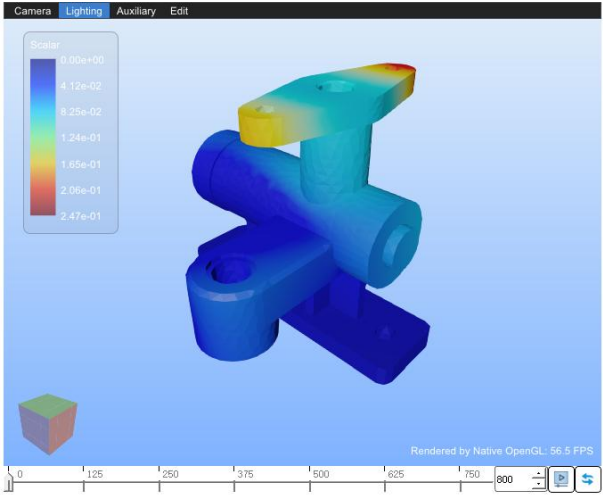 Camera Lighting Auxiliary Edit
Scalar
0.00e+00
4.12e-02
8.25e-02
1.24e-01
1.65e-01
2.06e-01
2.47e-01
Rendered by Native OpenGL: 56.5 FPS
0 125 250 375 500 625 750 800